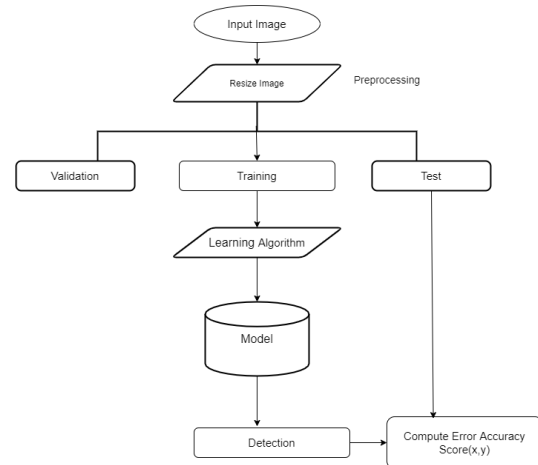 Input Image
Resize Image
Preprocessing
Validation
Training
Test
Learning Algorithm
Model
Detection
Compute Error Accuracy
Score(x,y)